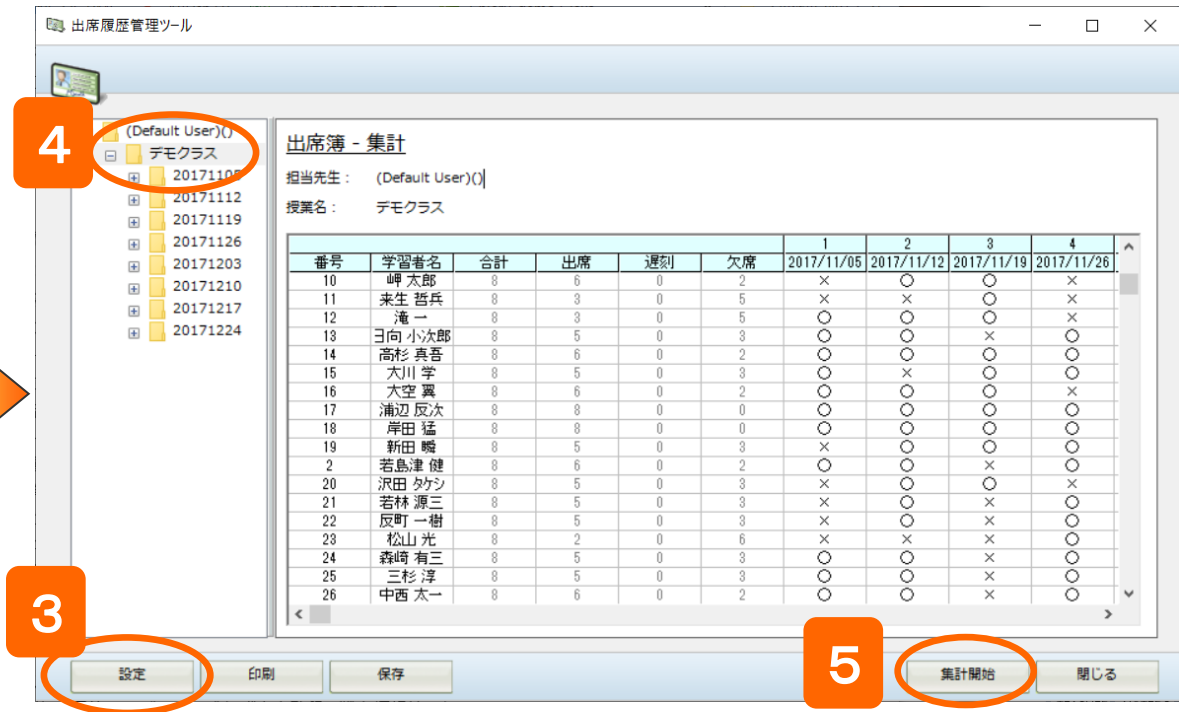 出席履歴管理ツール
4
(Default User)()
デモクラス
20171105
20171112
20171119
20171126
20171203
20171210
20171217
20171224
出席簿 - 集計
担当先生： (Default User)()
授業名： デモクラス
1 2 3 4
番号 学習者名 合計 出席 遅刻 欠席 2017/11/05 2017/11/12 2017/11/19 2017/11/26
10 岬 太郎 8 6 0 2 × ○ ○ ×
11 来生 哲兵 8 3 0 5 × × ○ ×
12 滝 一 8 3 0 5 ○ ○ ○ ×
13 日向 小次郎 8 5 0 3 ○ ○ × ○
14 高杉 真吾 8 6 0 2 ○ ○ ○ ○
15 大川 学 8 5 0 3 ○ × ○ ○
16 大空 翼 8 6 0 2 ○ ○ ○ ×
17 浦辺 反次 8 8 0 0 ○ ○ ○ ○
18 岸田 猛 8 8 0 0 ○ ○ ○ ○
19 新田 瞬 8 5 0 3 × ○ ○ ○
2 若島津 健 8 6 0 2 ○ ○ × ○
20 沢田 タケシ 8 5 0 3 × ○ ○ ×
21 若林 源三 8 5 0 3 × ○ × ○
22 反町 一樹 8 5 0 3 × ○ × ○
23 松山 光 8 2 0 6 × × × ○
24 森崎 有三 8 5 0 3 ○ ○ × ○
25 三杉 淳 8 5 0 3 ○ ○ × ○
26 中西 太一 8 6 0 2 ○ ○ × ○
3
5
設定 印刷 保存 集計開始 閉じる